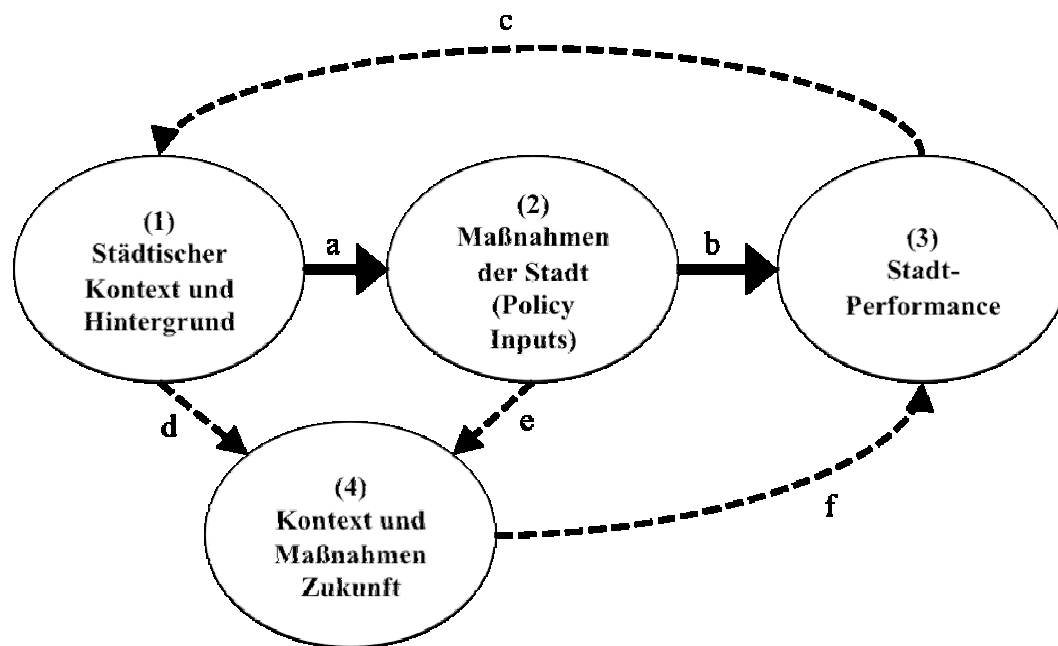 c
(1)
Städtischer
Kontext und
Hintergrund
a
(2)
Maßnahmen
der Stadt
(Policy
Inputs)
b
(3)
Stadt-
Performance
d
e
(4)
Kontext und
Maßnahmen
Zukunft
f